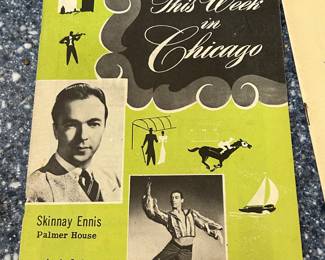 This Week
in
Chicago
Skinnay Ennis
Palmer House